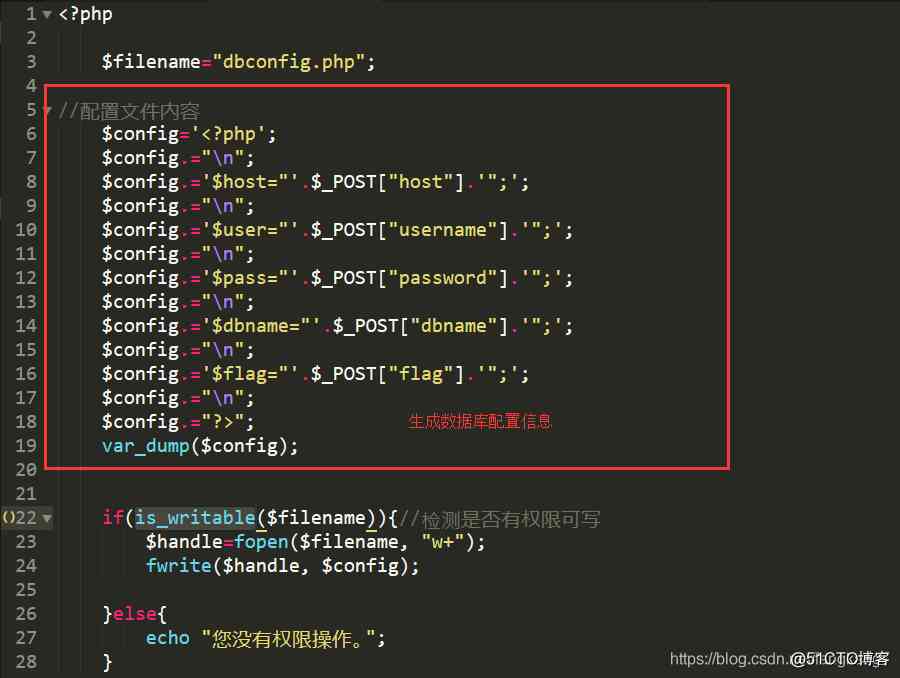 1 <?php
2
3 $filename="dbconfig.php";
4
5 //配置文件内容
6 $config='<?php';
7 $config.="\n";
8 $config.='$host="'.$_POST["host"].'";';
9 $config.="\n";
10 $config.='$user="'.$_POST["username"].'";';
11 $config.="\n";
12 $config.='$pass="'.$_POST["password"].'";';
13 $config.="\n";
14 $config.='$dbname="'.$_POST["dbname"].'";';
15 $config.="\n";
16 $config.='$flag="'.$_POST["flag"].'";';
17 $config.="\n";
18 $config.="?>"; 生成数据库配置信息
19 var_dump($config);
20
21
()22 if(is_writable($filename)){//检测是否有权限可写
23 $handle=fopen($filename, "w+");
24 fwrite($handle, $config);
25
26 }else{
27 echo "您没有权限操作。";
28 }
https://blog.csdn. @51CTO博客